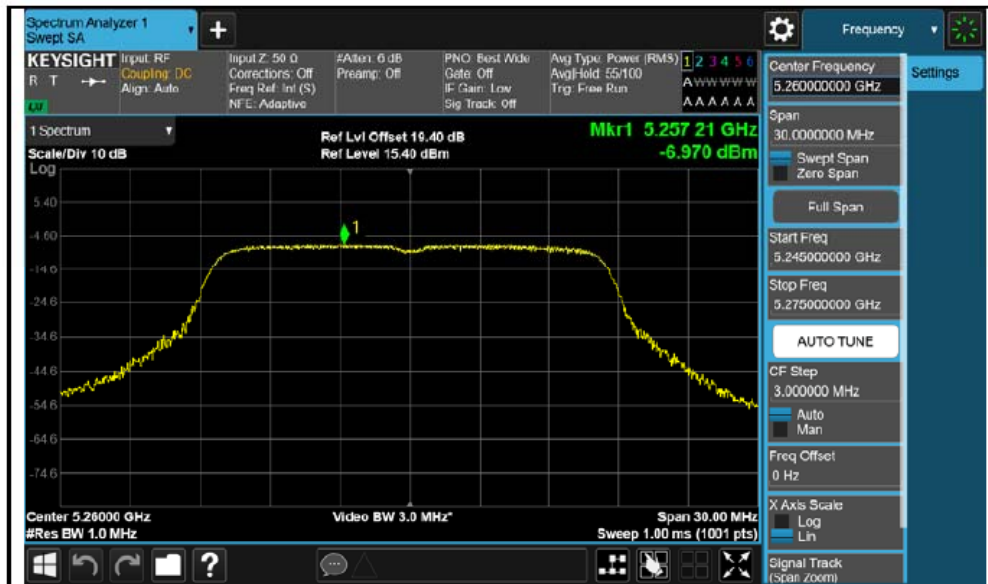 Spectrum Analyzer 1
Swept SA
+
Frequency
KEYSIGHT
R T
Input: RF
Coupling: DC
Align: Auto
Input Z: 50 Ω
Corrections: Off
Freq Ref: Int (S)
NFE: Adaptive
#Atten: 6 dB
Preamp: Off
PNO: Best Wide
Gate: Off
IF Gain: Low
Sig Track: Off
Avg Type: Power (RMS)
Avg|Hold: 55/100
Trig: Free Run
1 2 3 4 5 6
A W W W W W
A A A A A A
1 Spectrum
Scale/Div 10 dB
Log
Ref Lvl Offset 19.40 dB
Ref Level 15.40 dBm
Mkr1 5.257 21 GHz
-6.970 dBm
5.40
-4.60
-14.6
-24.6
-34.6
-44.6
-54.6
-64.6
-74.6
1
Center 5.26000 GHz
#Res BW 1.0 MHz
Video BW 3.0 MHz*
Span 30.00 MHz
Sweep 1.00 ms (1001 pts)
Center Frequency
5.260000000 GHz
Settings
Span
30.0000000 MHz
Swept Span
Zero Span
Full Span
Start Freq
5.245000000 GHz
Stop Freq
5.275000000 GHz
AUTO TUNE
CF Step
3.000000 MHz
Auto
Man
Freq Offset
0 Hz
X Axis Scale
Log
Lin
Signal Track
(Span Zoom)
?